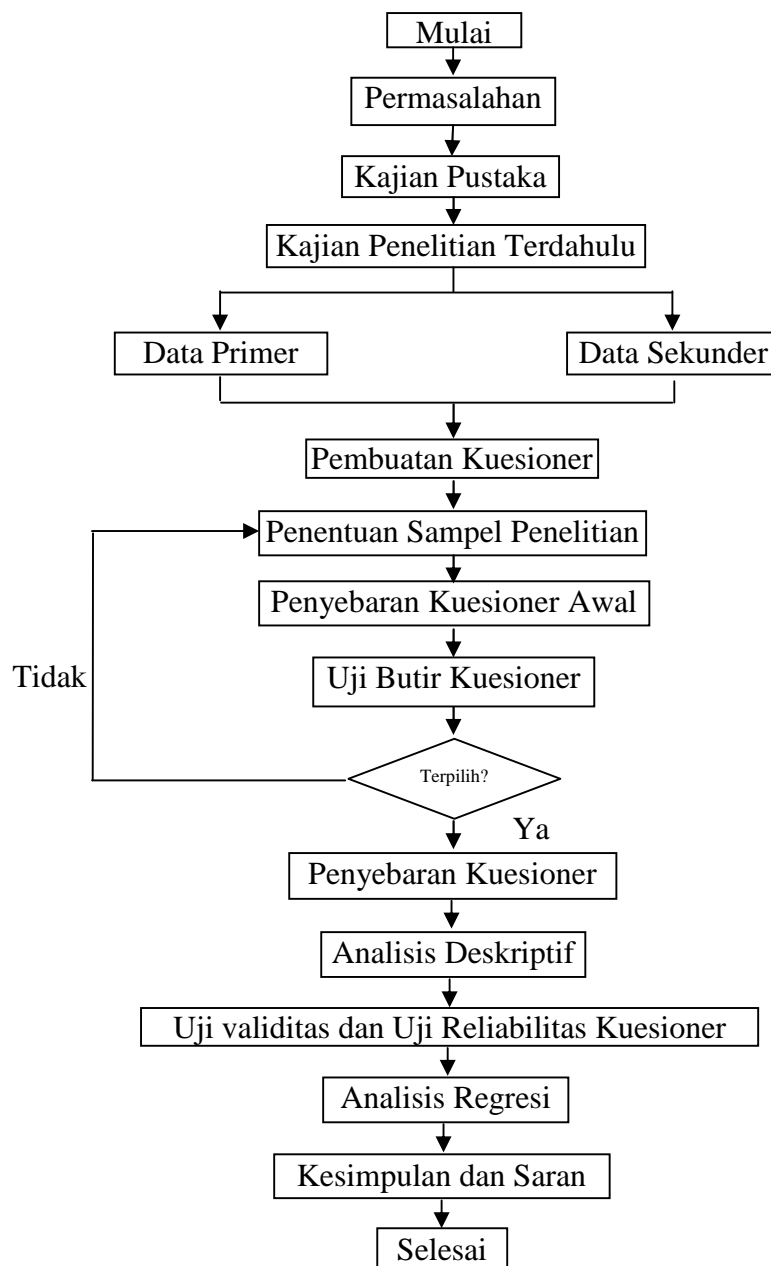 Mulai
Permasalahan
Kajian Pustaka
Kajian Penelitian Terdahulu
Data Primer
Data Sekunder
Pembuatan Kuesioner
Penentuan Sampel Penelitian
Penyebaran Kuesioner Awal
Uji Butir Kuesioner
Tidak
Terpilih?
Ya
Penyebaran Kuesioner
Analisis Deskriptif
Uji validitas dan Uji Reliabilitas Kuesioner
Analisis Regresi
Kesimpulan dan Saran
Selesai